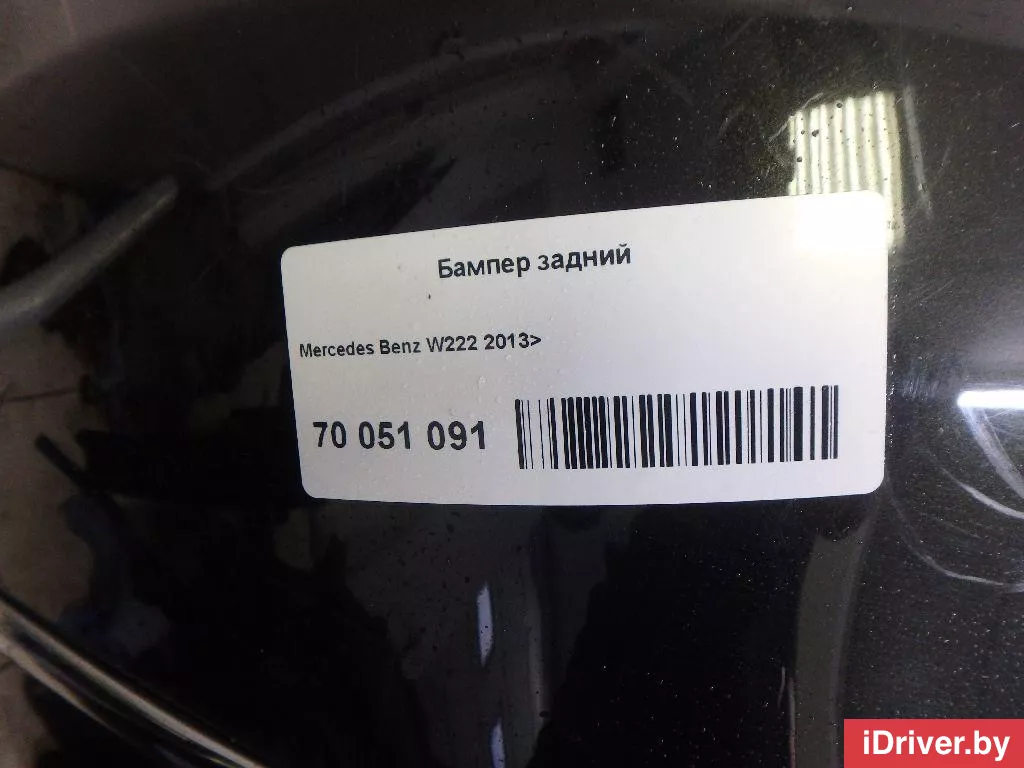 Бампер задний
Mercedes Benz W222 2013>
70 051 091
iDriver.by